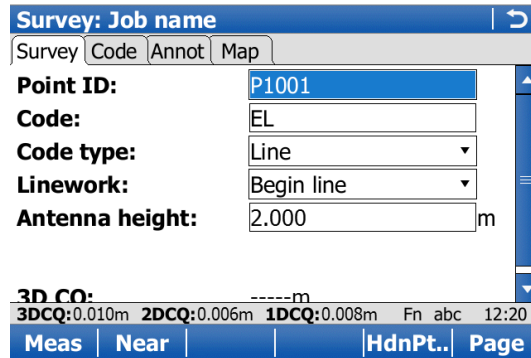 Survey: Job name
Survey Code Annot Map
Point ID: P1001
Code: EL
Code type: Line
Linework: Begin line
Antenna height: 2.000 m
3D CQ: -----m
3DCQ:0.010m 2DCQ:0.006m 1DCQ:0.008m Fn abc 12:20
Meas Near HdnPt.. Page